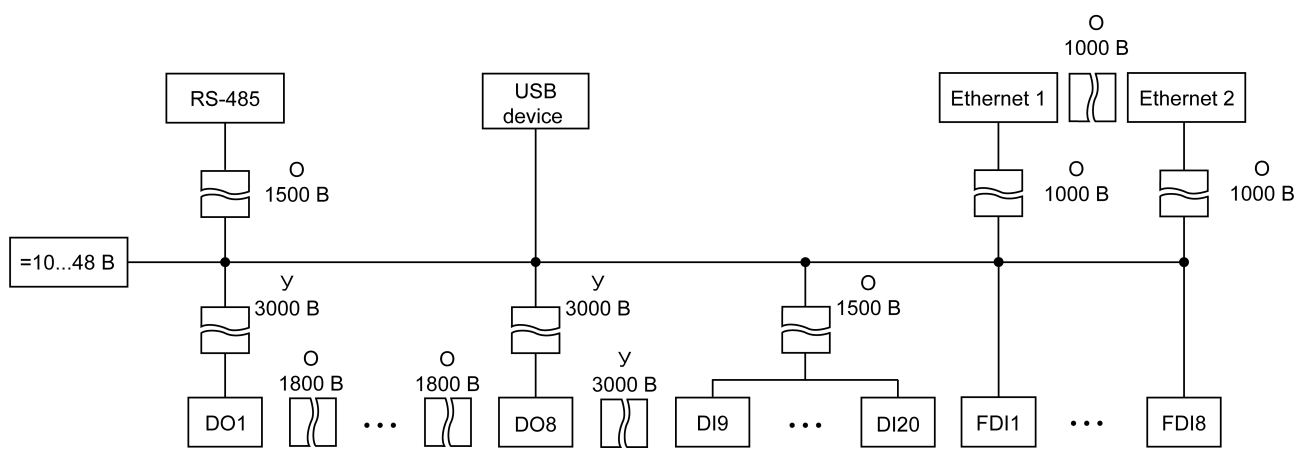 О
1000 В
RS-485
USB
device
Ethernet 1
Ethernet 2
О
1500 В
О
1000 В
О
1000 В
=10...48 В
У
3000 В
У
3000 В
О
1500 В
О
1800 В
О
1800 В
У
3000 В
DO1
...
DO8
DI9
...
DI20
FDI1
...
FDI8